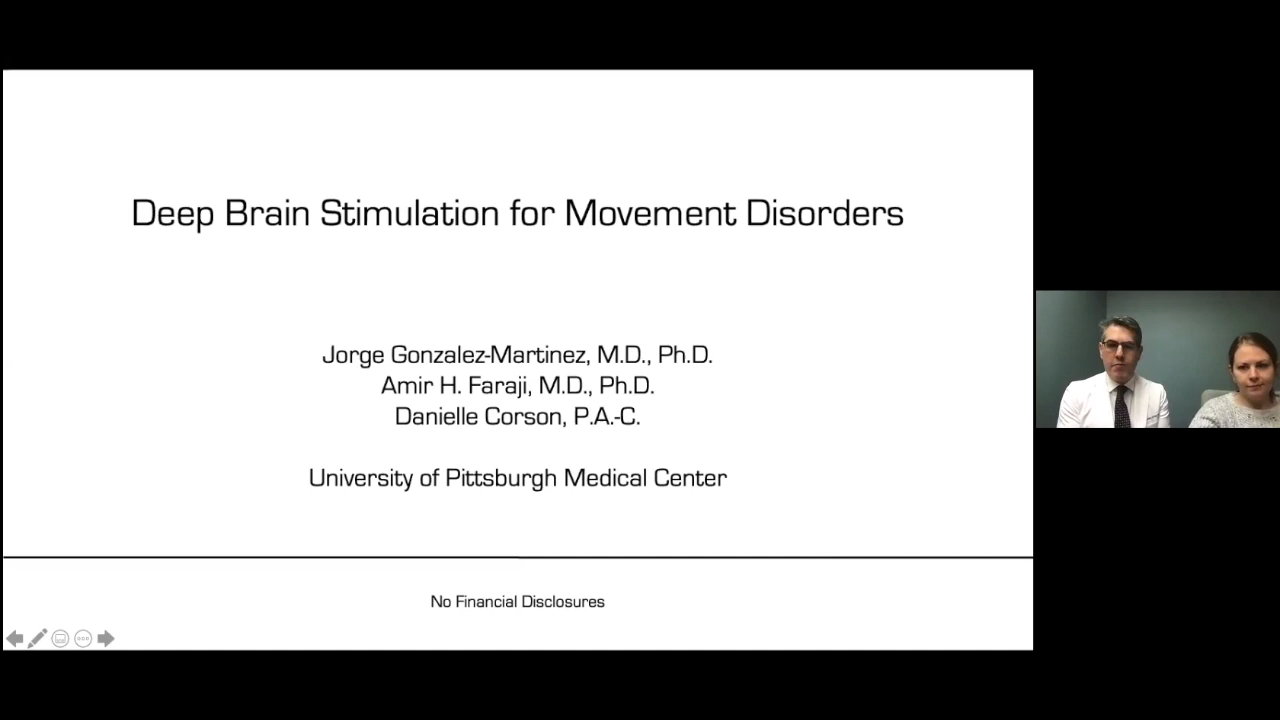 Deep Brain Stimulation for Movement Disorders
Jorge Gonzalez-Martinez, M.D., Ph.D.
Amir H. Faraji, M.D., Ph.D.
Danielle Corson, P.A.-C.
University of Pittsburgh Medical Center
No Financial Disclosures